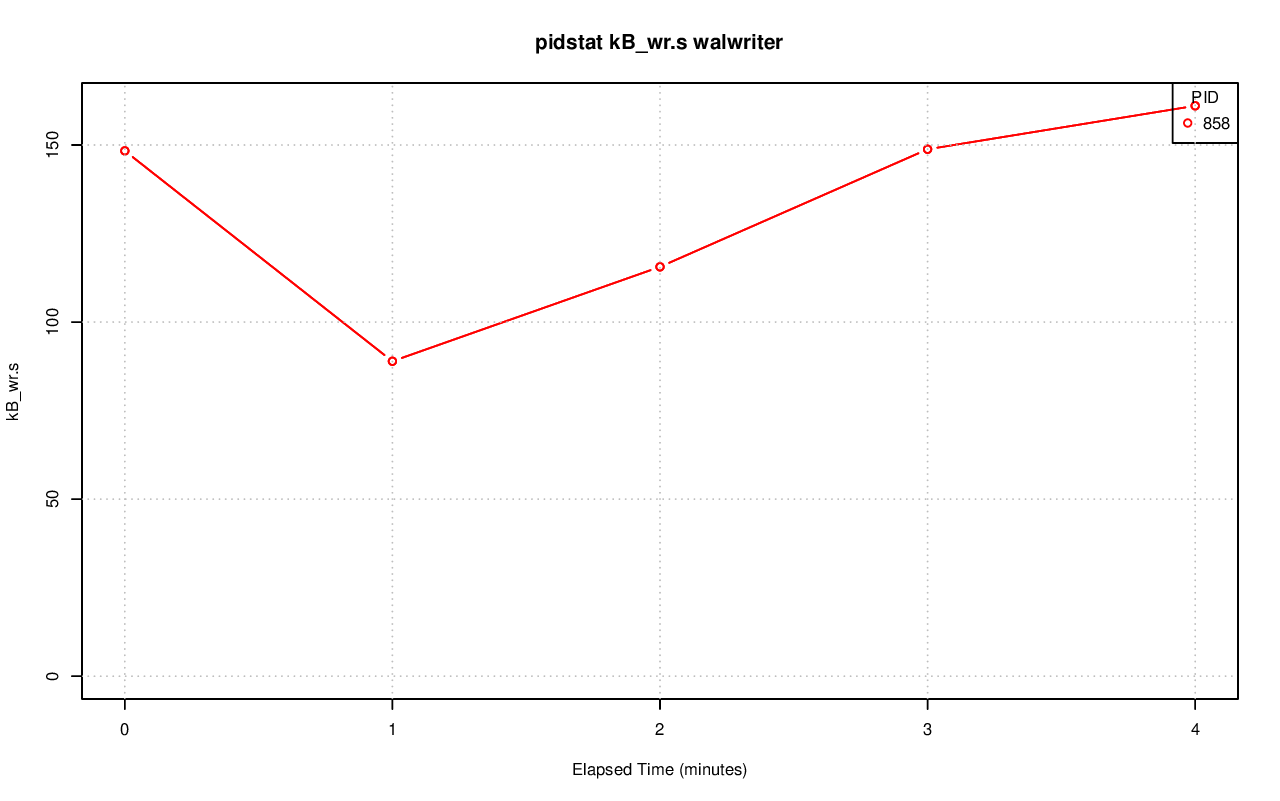 pidstat kB_wr.s walwriter
PID
858
kB_wr.s
150
100
50
0
0 1 2 3 4
Elapsed Time (minutes)